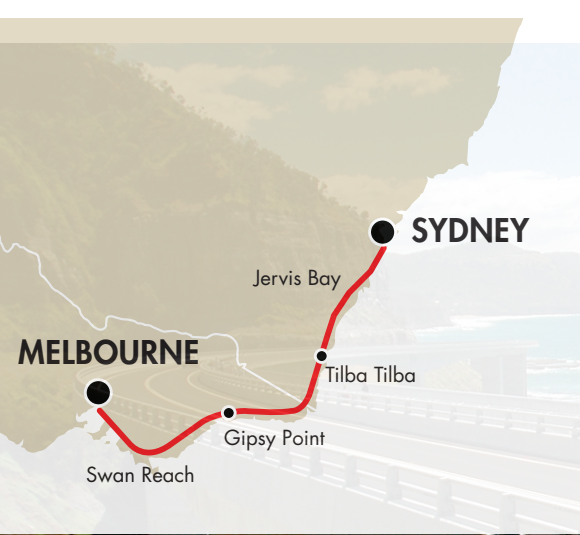 SYDNEY
Jervis Bay
MELBOURNE
Tilba Tilba
Gipsy Point
Swan Reach